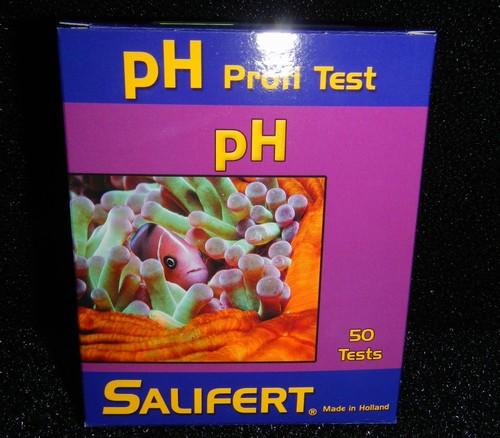 pH Profi Test
pH
50
Tests
SALIFERT®
Made in Holland